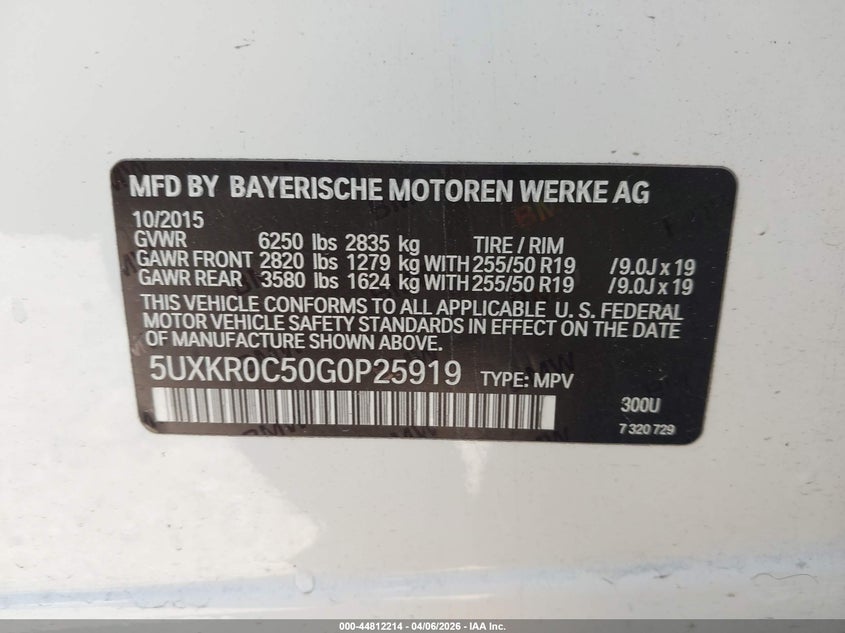 MFD BY BAYERISCHE MOTOREN WERKE AG
10/2015
GVWR 6250 lbs 2835 kg TIRE / RIM
GAWR FRONT 2820 lbs 1279 kg WITH 255/50 R19 /9.0J x 19
GAWR REAR 3580 lbs 1624 kg WITH 255/50 R19 /9.0J x 19
THIS VEHICLE CONFORMS TO ALL APPLICABLE U. S. FEDERAL
MOTOR VEHICLE SAFETY STANDARDS IN EFFECT ON THE DATE
OF MANUFACTURE SHOWN ABOVE.
5UXKR0C50G0P25919 TYPE: MPV
300U
7 320 729
000-44812214 - 04/06/2026 - IAA Inc.